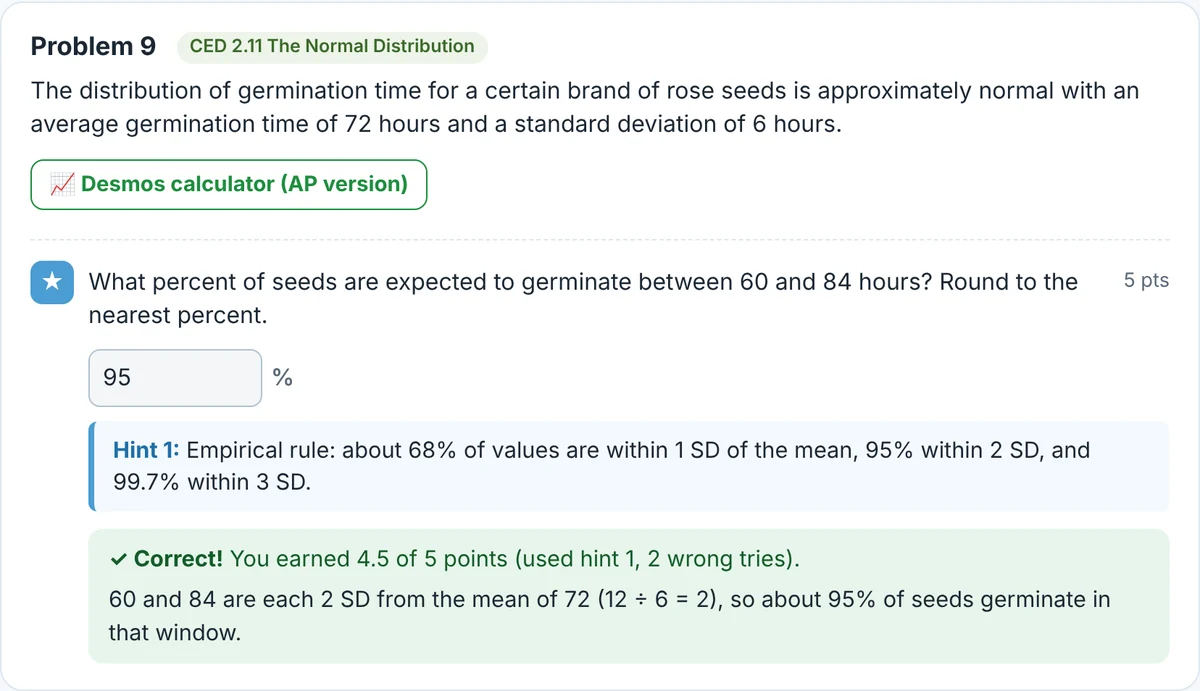 Problem 9 CED 2.11 The Normal Distribution
The distribution of germination time for a certain brand of rose seeds is approximately normal with an
average germination time of 72 hours and a standard deviation of 6 hours.
📈 Desmos calculator (AP version)
★ What percent of seeds are expected to germinate between 60 and 84 hours? Round to the 5 pts
nearest percent.
95 %
Hint 1: Empirical rule: about 68% of values are within 1 SD of the mean, 95% within 2 SD, and
99.7% within 3 SD.
✓ Correct! You earned 4.5 of 5 points (used hint 1, 2 wrong tries).
60 and 84 are each 2 SD from the mean of 72 (12 ÷ 6 = 2), so about 95% of seeds germinate in
that window.